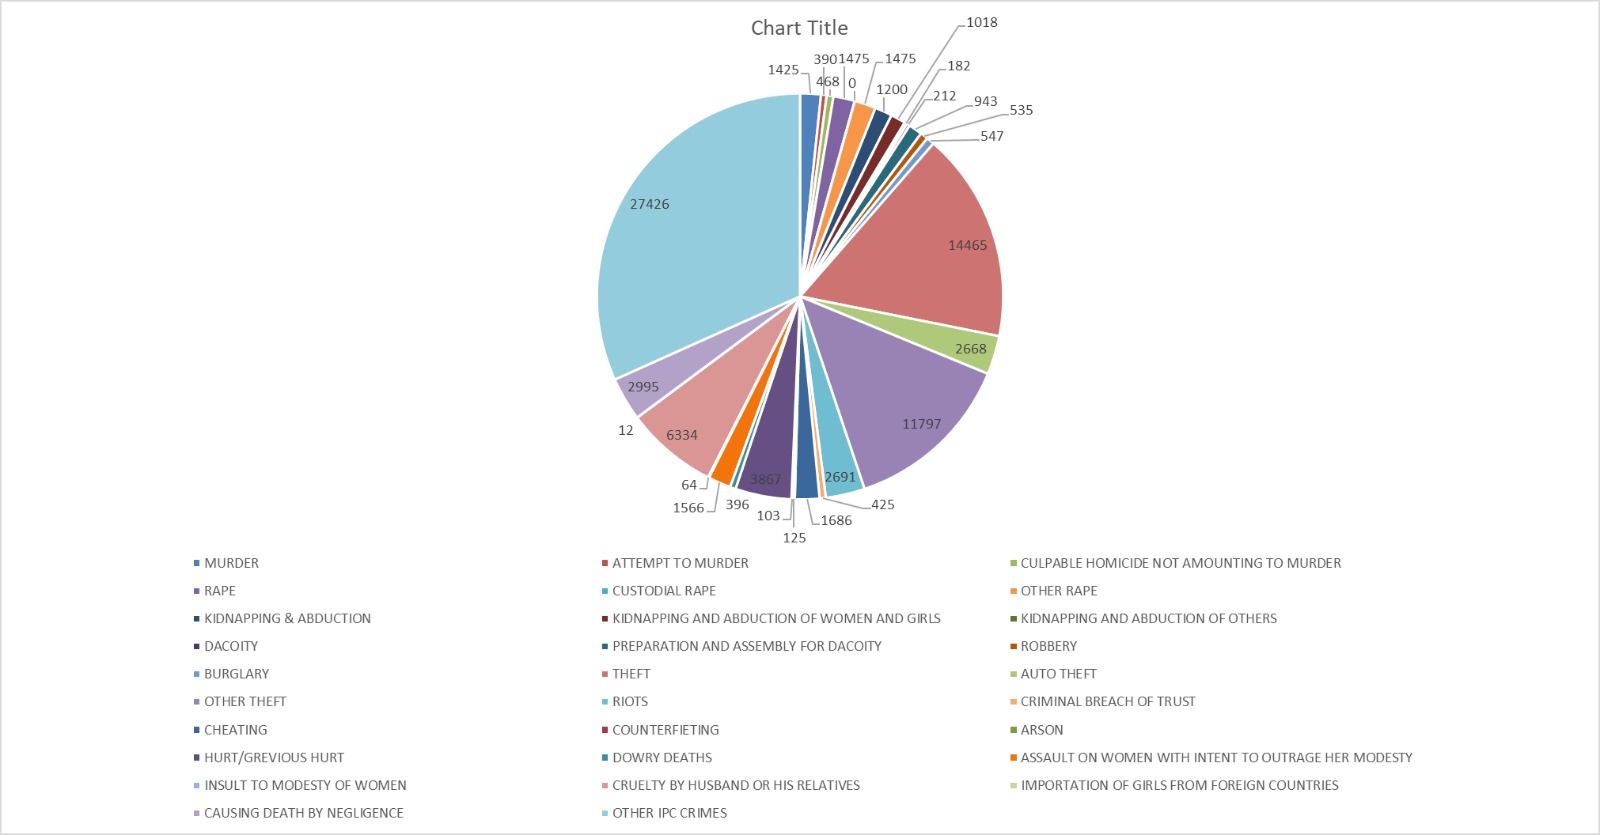 Chart Title
1018
390 1475 1475
1425 468 0 182
1200 212
943
535
547
27426
14465
2668
2995
11797
12 6334
3867 2691
64
1566 396 425
103 1686
125
MURDER ATTEMPT TO MURDER CULPABLE HOMICIDE NOT AMOUNTING TO MURDER
RAPE CUSTODIAL RAPE OTHER RAPE
KIDNAPPING & ABDUCTION KIDNAPPING AND ABDUCTION OF WOMEN AND GIRLS KIDNAPPING AND ABDUCTION OF OTHERS
DACOITY PREPARATION AND ASSEMBLY FOR DACOITY ROBBERY
BURGLARY THEFT AUTO THEFT
OTHER THEFT RIOTS CRIMINAL BREACH OF TRUST
CHEATING COUNTERFIETING ARSON
HURT/GREVIOUS HURT DOWRY DEATHS ASSAULT ON WOMEN WITH INTENT TO OUTRAGE HER MODESTY
INSULT TO MODESTY OF WOMEN CRUELTY BY HUSBAND OR HIS RELATIVES IMPORTATION OF GIRLS FROM FOREIGN COUNTRIES
CAUSING DEATH BY NEGLIGENCE OTHER IPC CRIMES